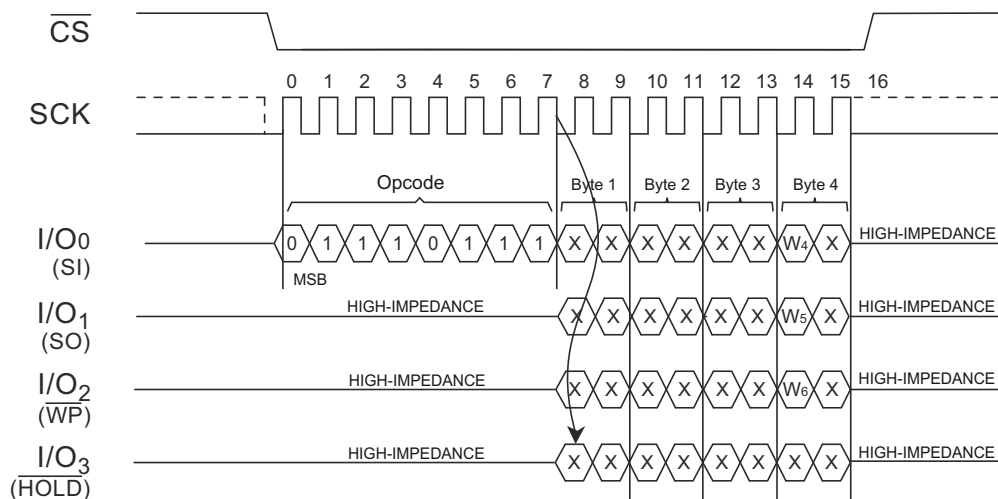 CS
0 1 2 3 4 5 6 7 8 9 10 11 12 13 14 15 16
SCK
Opcode Byte 1 Byte 2 Byte 3 Byte 4
I/O0 0 1 1 1 0 1 1 1 X X X X X X W4 X HIGH-IMPEDANCE
(SI)
MSB
I/O1 HIGH-IMPEDANCE X X X X X X W5 X HIGH-IMPEDANCE
(SO)
I/O2 HIGH-IMPEDANCE X X X X X X W6 X HIGH-IMPEDANCE
(WP)
I/O3 HIGH-IMPEDANCE X X X X X X X X HIGH-IMPEDANCE
(HOLD)